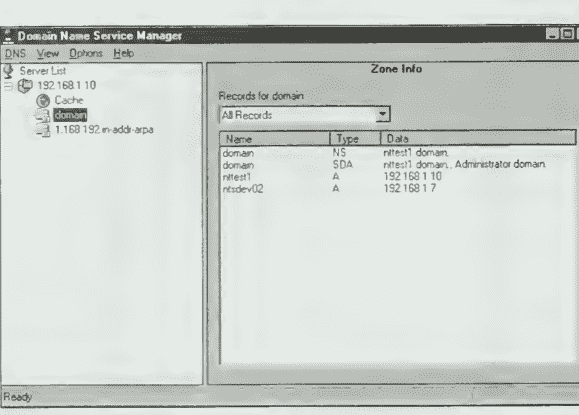 Domain Name Service Manager
DNS View Options Help
Server List
192.168.1.10
Cache
domain
1.168.192.in-addr-arpa
Zone Info
Records for domain
All Records
Name Type Data
domain NS nttest1.domain.
domain SOA nttest1.domain., Administrator.domain.
nttest1 A 192.168.1.10
ntsdev02 A 192.168.1.7
Ready